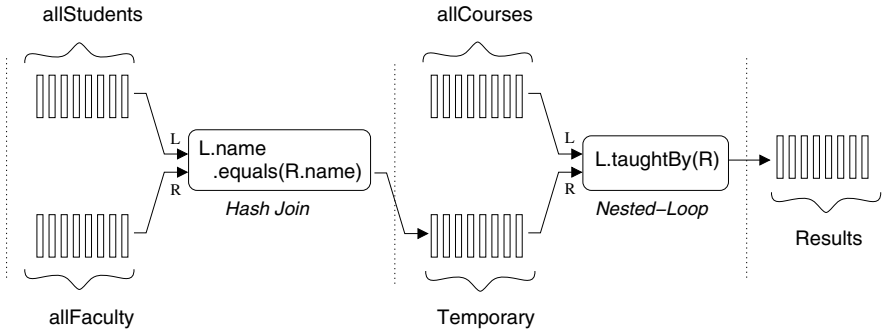 allStudents
allCourses
L
L.name
.equals(R.name)
R
Hash Join
L
L.taughtBy(R)
R
Nested–Loop
Results
allFaculty
Temporary